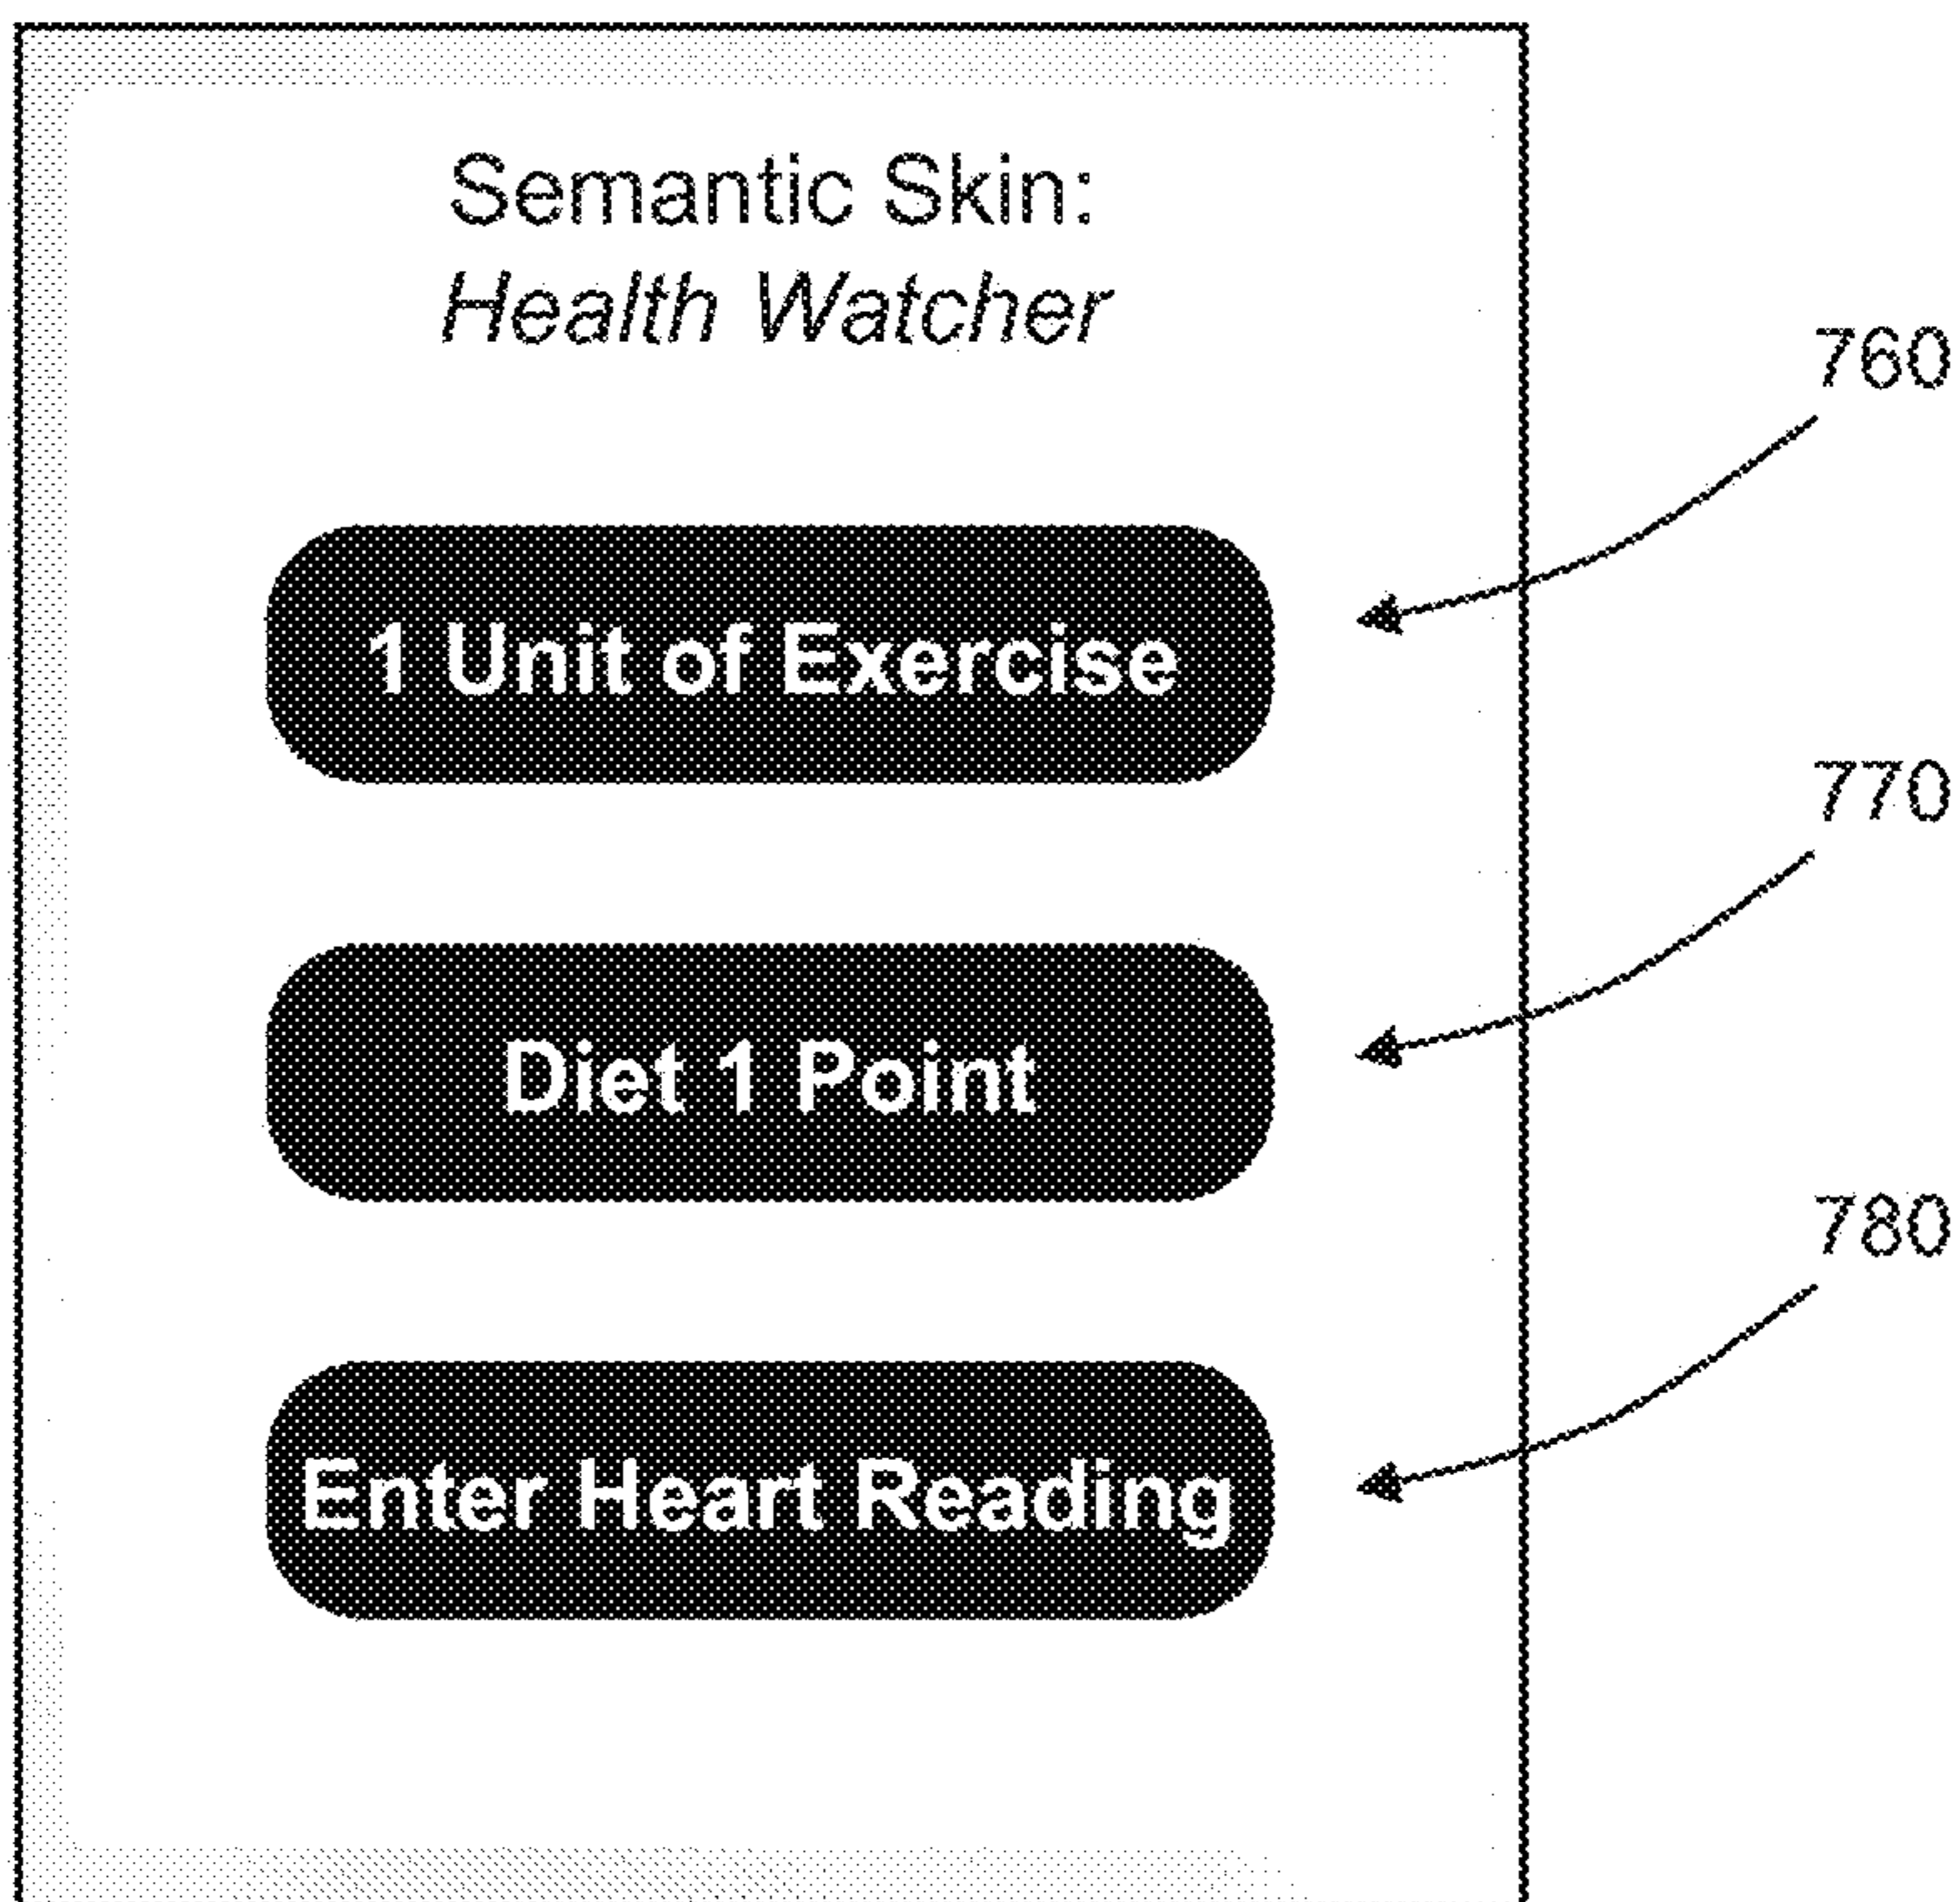 Semantic Skin:
Health Watcher
760
1 Unit of Exercise
770
Diet 1 Point
780
Enter Heart Reading